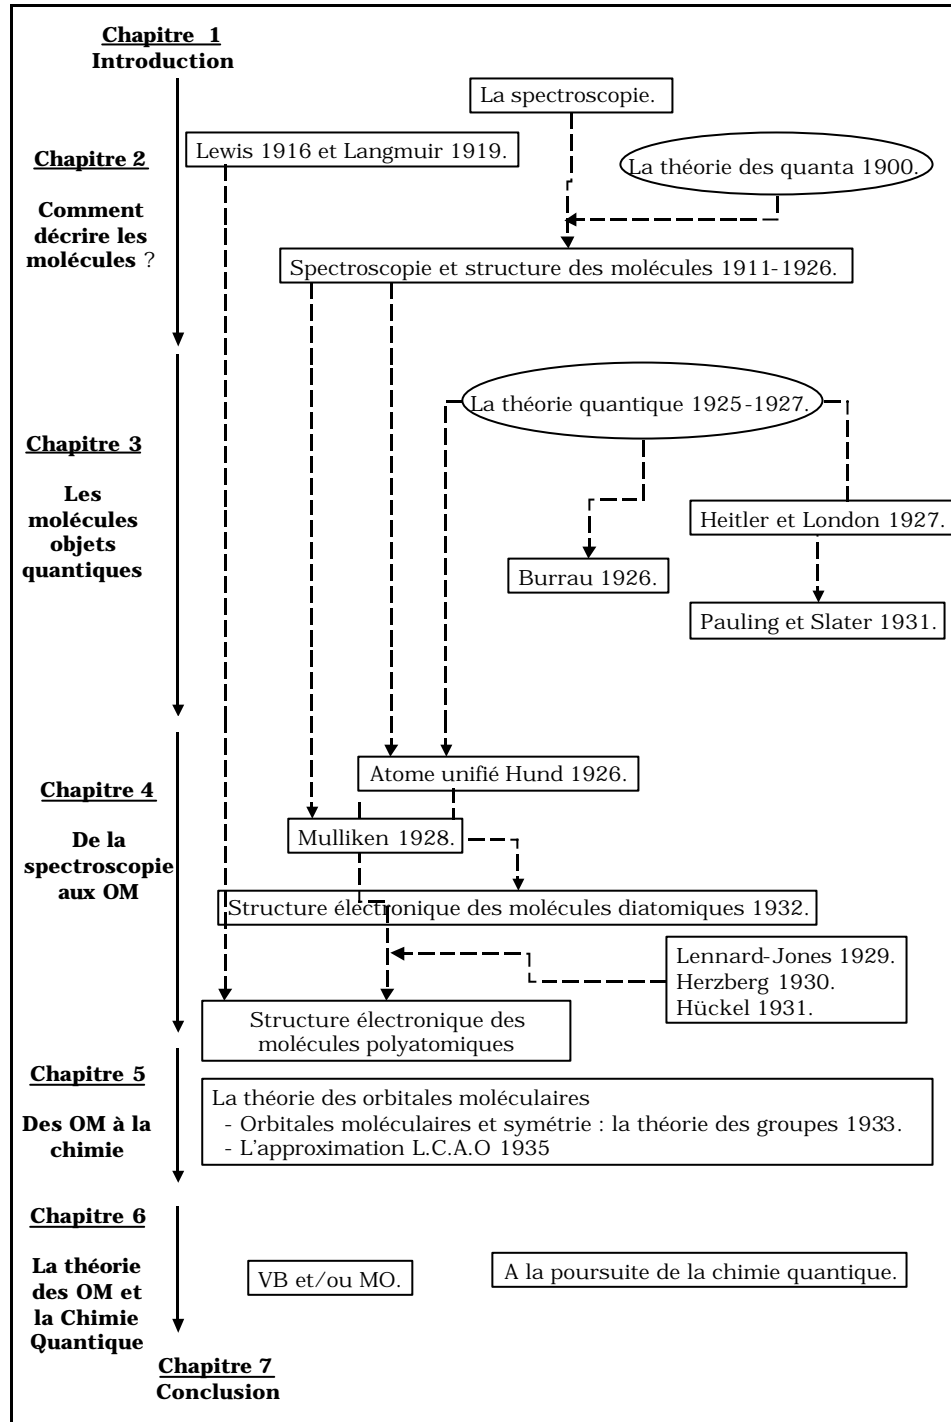 Chapitre 1
Introduction
La spectroscopie.
Lewis 1916 et Langmuir 1919.
Chapitre 2
La théorie des quanta 1900.
Comment
décrire les
molécules ?
Spectroscopie et structure des molécules 1911-1926.
La théorie quantique 1925-1927.
Chapitre 3
Les
molécules
objets
quantiques
Heitler et London 1927.
Burrau 1926.
Pauling et Slater 1931.
Atome unifié Hund 1926.
Chapitre 4
De la
spectroscopie
aux OM
Mulliken 1928.
Structure électronique des molécules diatomiques 1932.
Lennard-Jones 1929.
Herzberg 1930.
Hückel 1931.
Structure électronique des
molécules polyatomiques
Chapitre 5
Des OM à la
chimie
La théorie des orbitales moléculaires
- Orbitales moléculaires et symétrie : la théorie des groupes 1933.
- L'approximation L.C.A.O 1935
Chapitre 6
La théorie
des OM et
la Chimie
Quantique
VB et/ou MO.
A la poursuite de la chimie quantique.
Chapitre 7
Conclusion